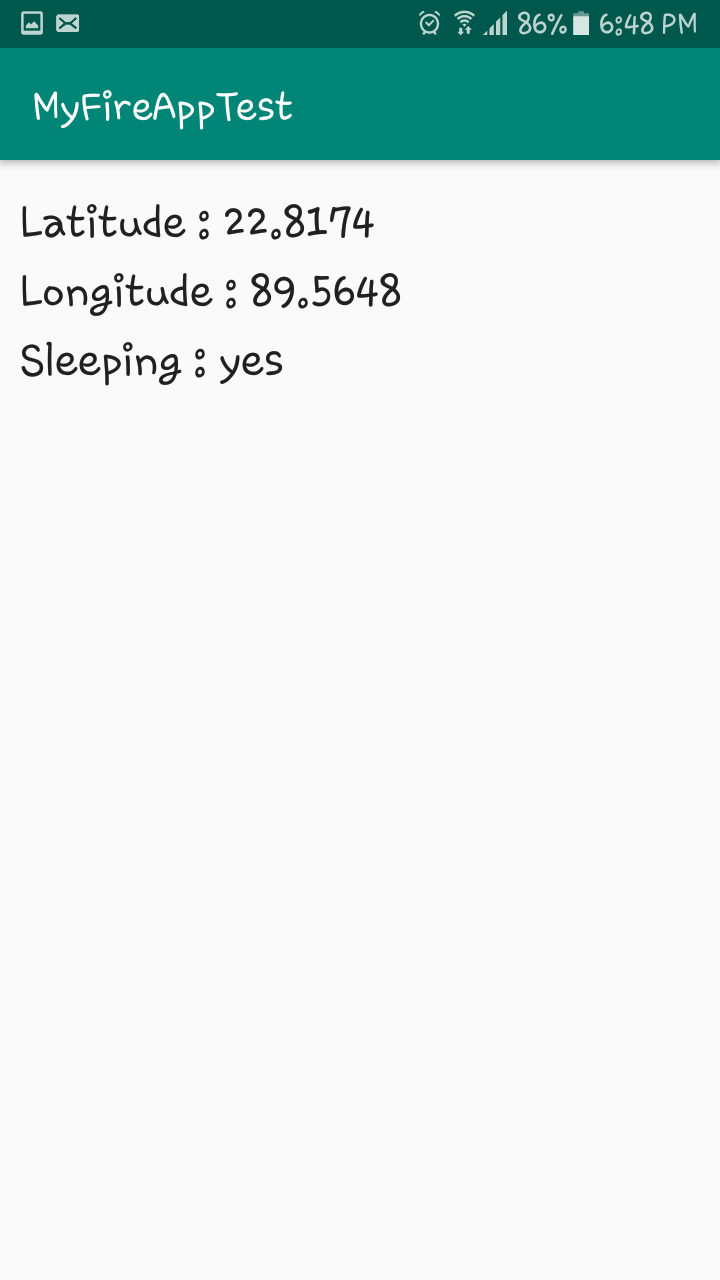 86% 6:48 PM
MyFireAppTest
Latitude : 22.8174
Longitude : 89.5648
Sleeping : yes